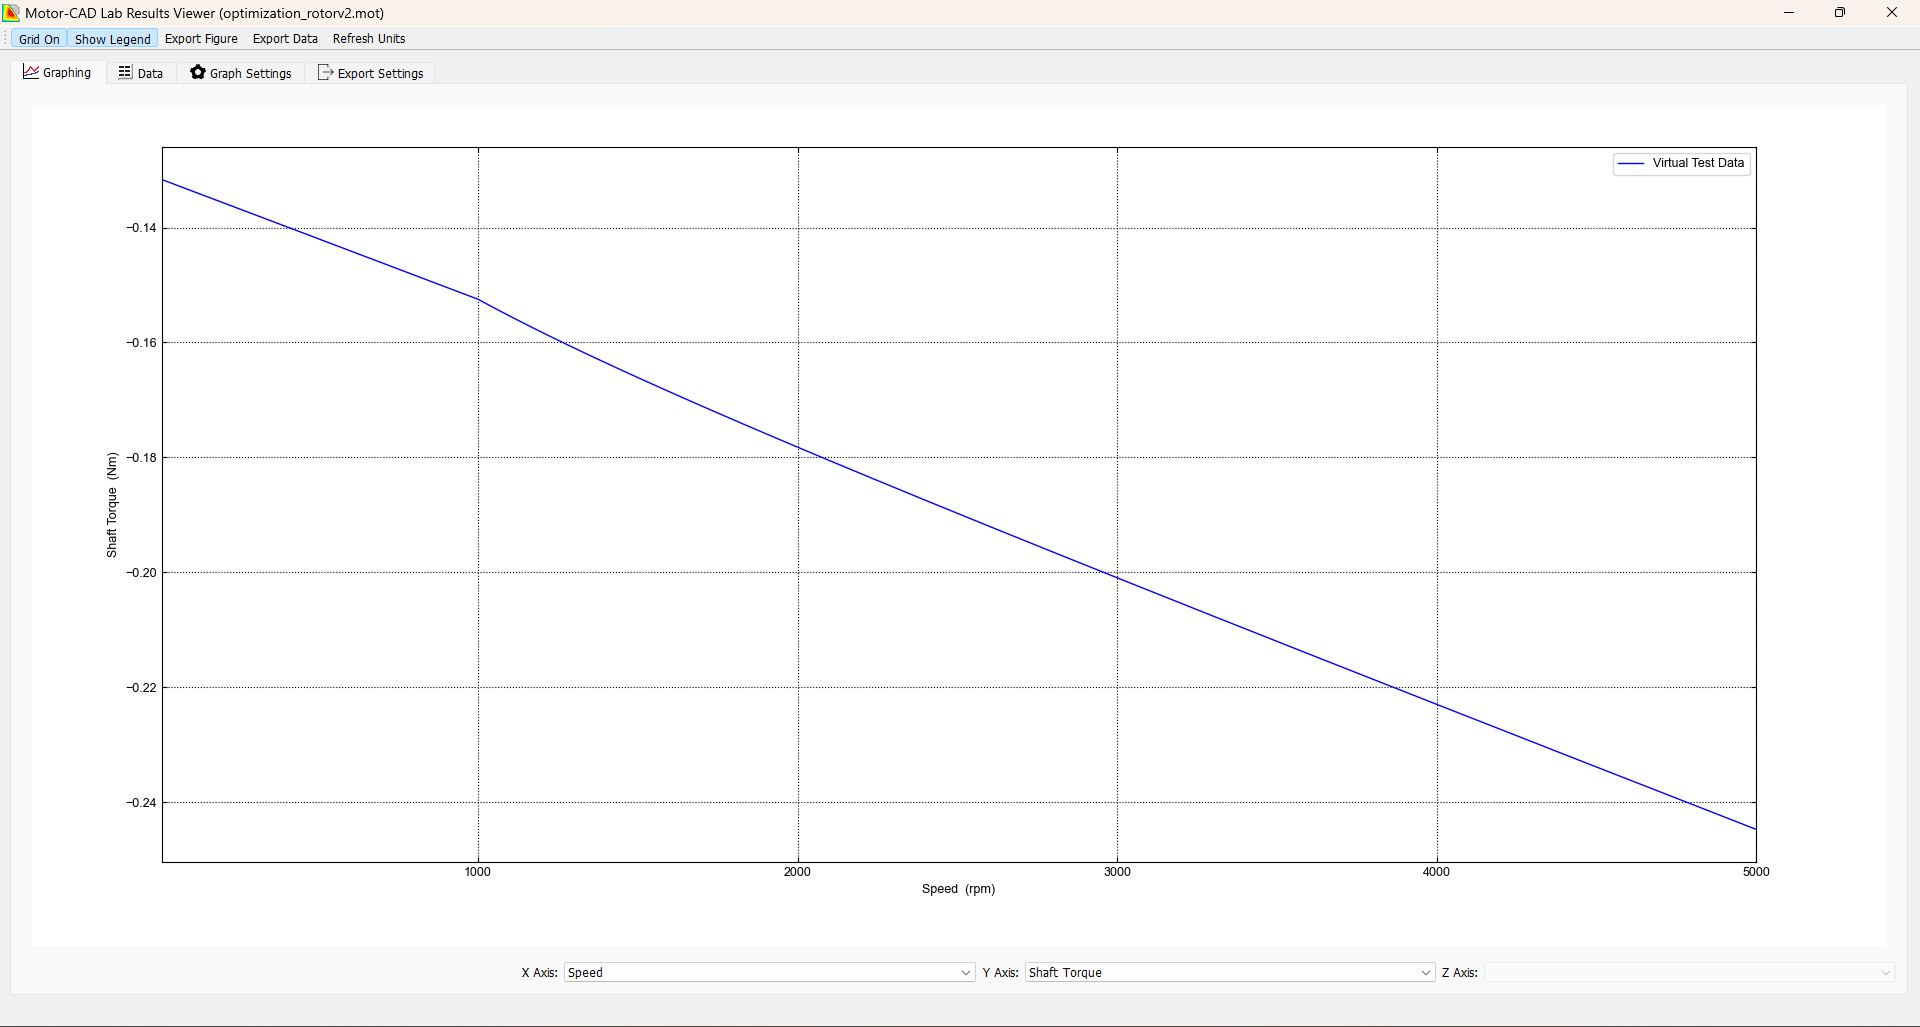 Motor-CAD Lab Results Viewer (optimization_rotorv2.mot)
Grid On Show Legend Export Figure Export Data Refresh Units
Graphing Data Graph Settings Export Settings
Virtual Test Data
−0.14
−0.16
−0.18
−0.20
−0.22
−0.24
Shaft Torque (Nm)
1000 2000 3000 4000 5000
Speed (rpm)
X Axis: Speed Y Axis: Shaft Torque Z Axis: